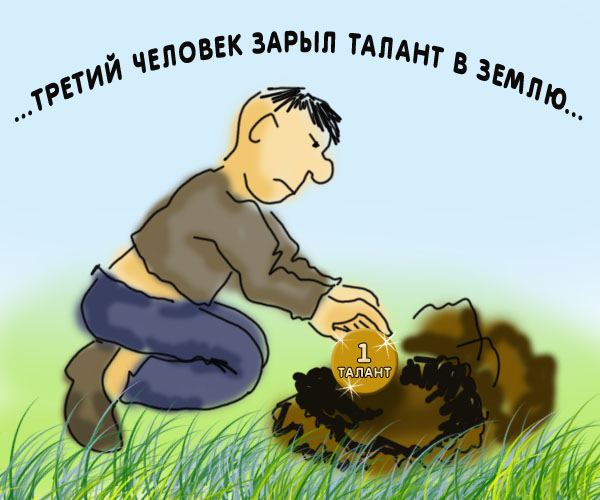 ...ТРЕТИЙ ЧЕЛОВЕК ЗАРЫЛ ТАЛАНТ В ЗЕМЛЮ...
1
ТАЛАНТ